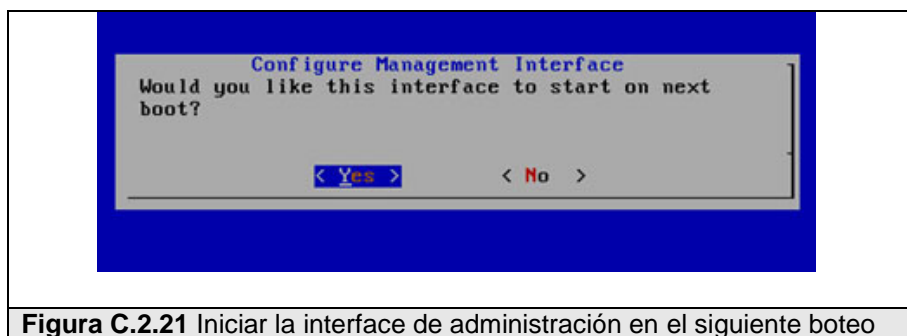 Configure Management Interface
Would you like this interface to start on next
boot?
< Yes >    < No >
Figura C.2.21 Iniciar la interface de administración en el siguiente boteo